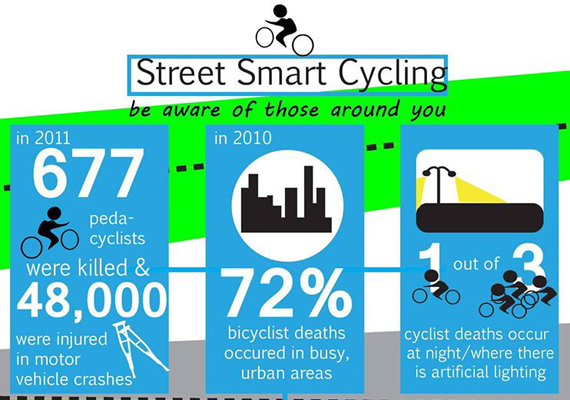 Street Smart Cycling
be aware of those around you
in 2011
677
peda-
cyclists
were killed &
48,000
were injured
in motor
vehicle crashes
in 2010
72%
bicyclist deaths
occured in busy,
urban areas
1 out of 3
cyclist deaths occur
at night/where there
is artificial lighting